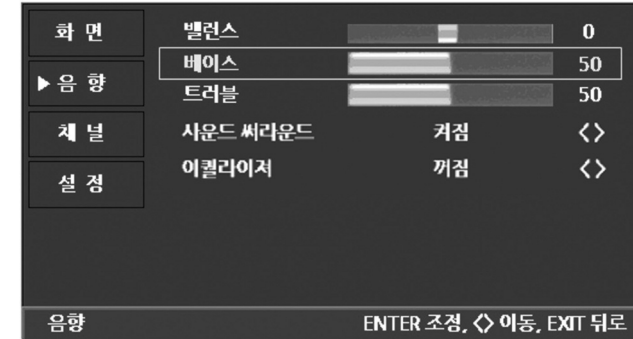 화 면
▶음 향
채 널
설 정
밸런스 0
베이스 50
트러블 50
사운드 써라운드 켜짐 <>
이퀄라이저 꺼짐 <>
음향 ENTER 조정, <> 이동, EXIT 뒤로